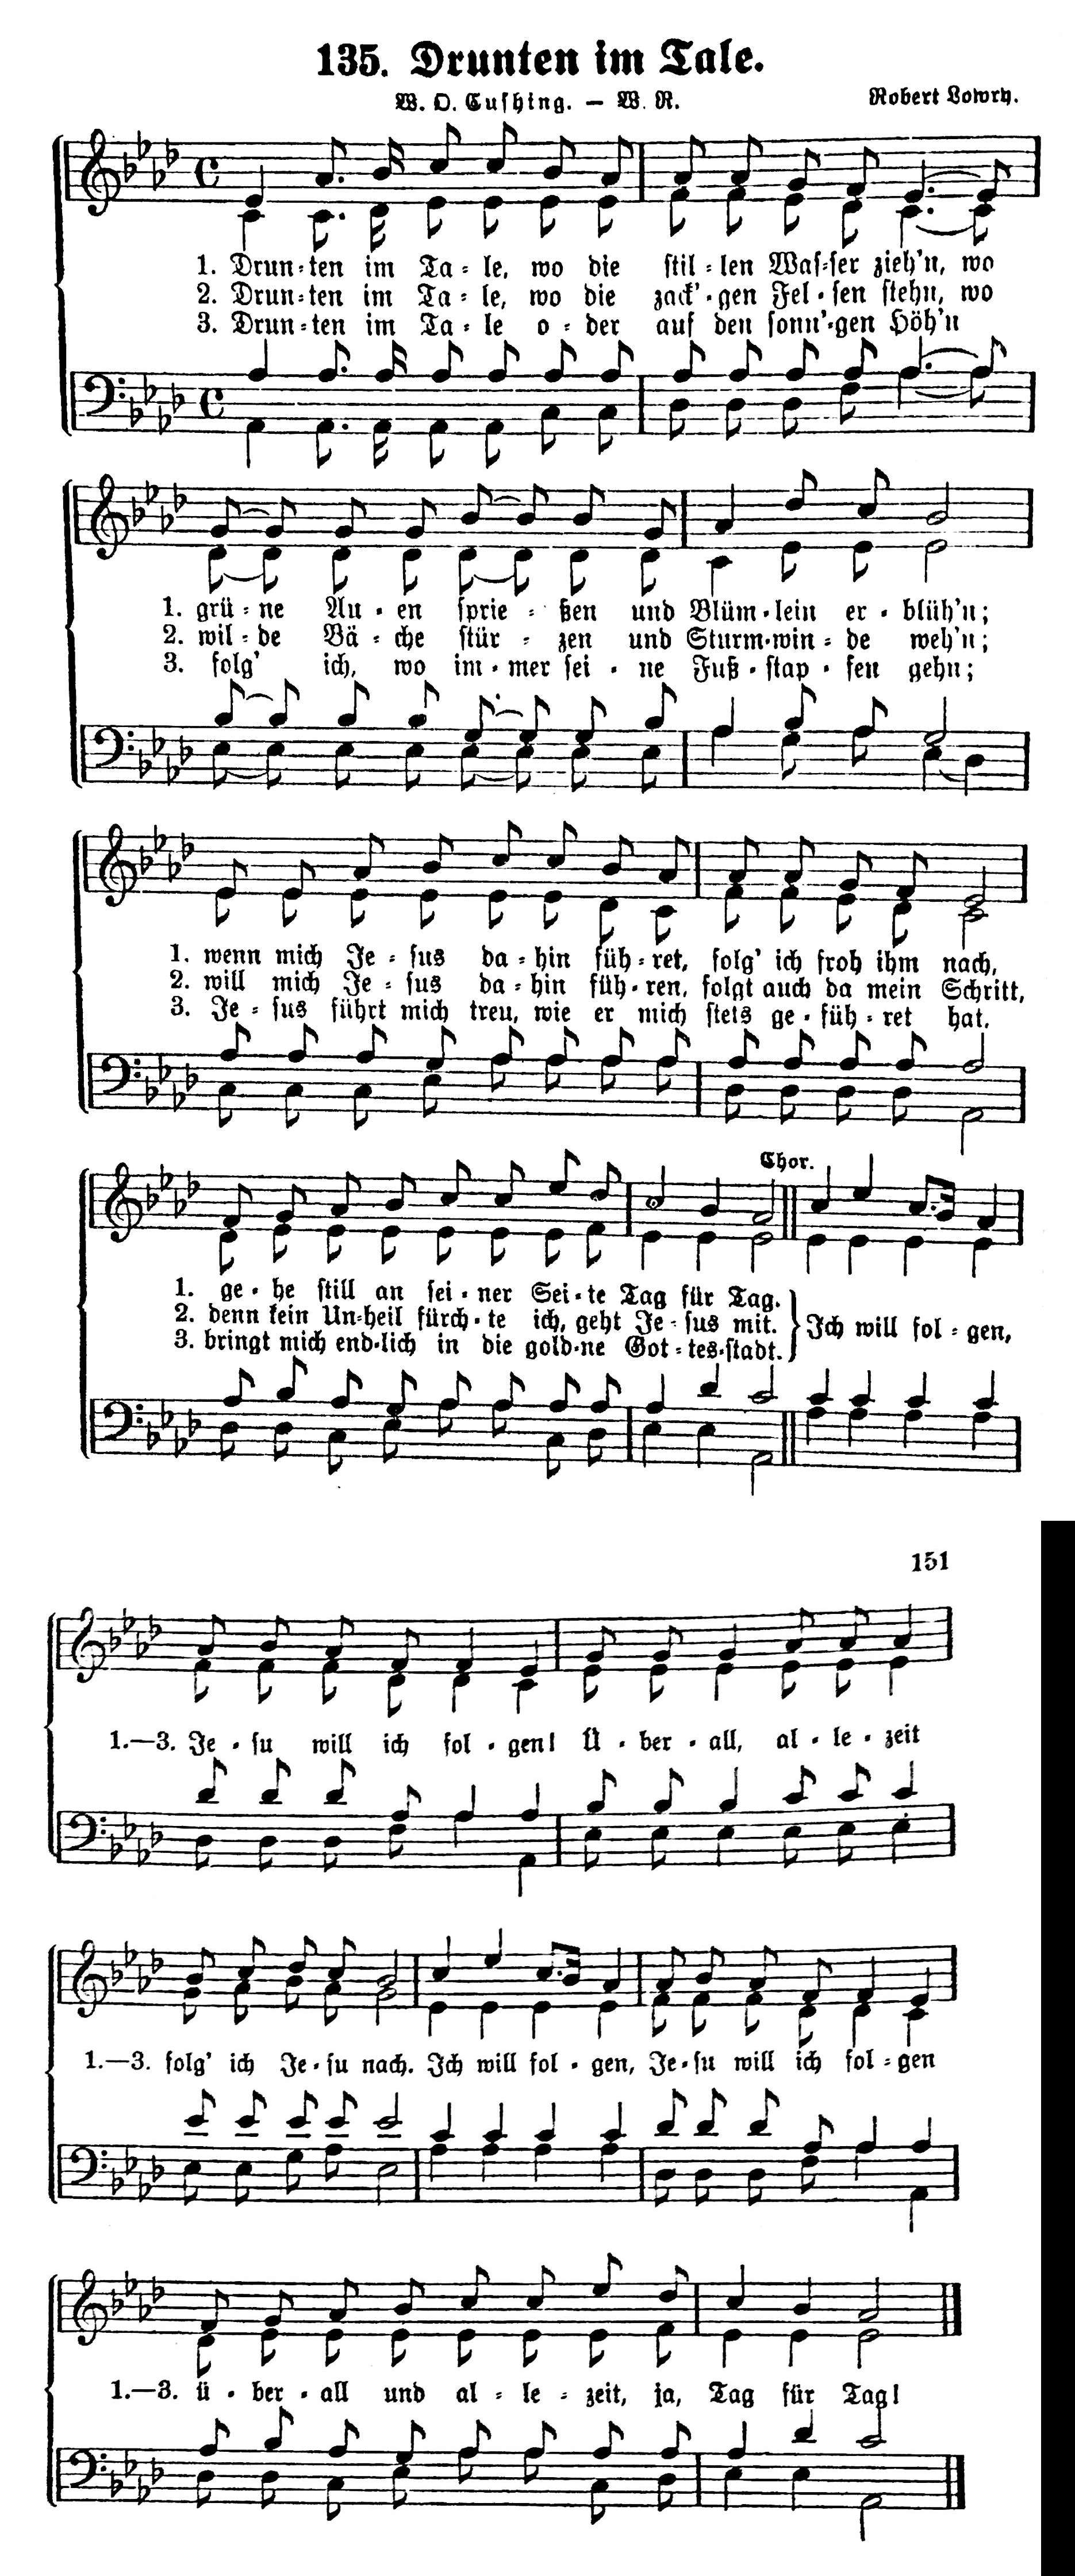 135. Drunten im Tale.
W. O. Cushing. – W. R.
Robert Lowry.
1. Drun-ten im Ta-le, wo die stil-len Was-ser zieh'n, wo
2. Drun-ten im Ta-le, wo die zack'-gen Fel-sen stehn, wo
3. Drun-ten im Ta-le o-der auf den sonn'-gen Höh'n
1. grü-ne Au-en sprie-ßen und Blüm-lein er-blüh'n;
2. wil-de Bä-che stür-zen und Sturm-win-de weh'n;
3. folg' ich, wo im-mer sei-ne Fuß-stap-fen gehn;
1. wenn mich Je-sus da-hin füh-ret, folg' ich froh ihm nach,
2. will mich Je-sus da-hin füh-ren, folgt auch da mein Schritt,
3. Je-sus führt mich treu, wie er mich stets ge-füh-ret hat,
Chor.
1. ge-he still an sei-ner Sei-te Tag für Tag.
2. denn kein Un-heil fürch-te ich, geht Je-sus mit.
3. bringt mich end-lich in die gold-ne Got-tes-stadt.
Ich will fol-gen,
151
1.—3. Je-su will ich fol-gen! Ü-ber-all, al-le-zeit
1.—3. folg' ich Je-su nach. Ich will fol-gen, Je-su will ich fol-gen
1.—3. ü-ber-all und al-le-zeit, ja, Tag für Tag!